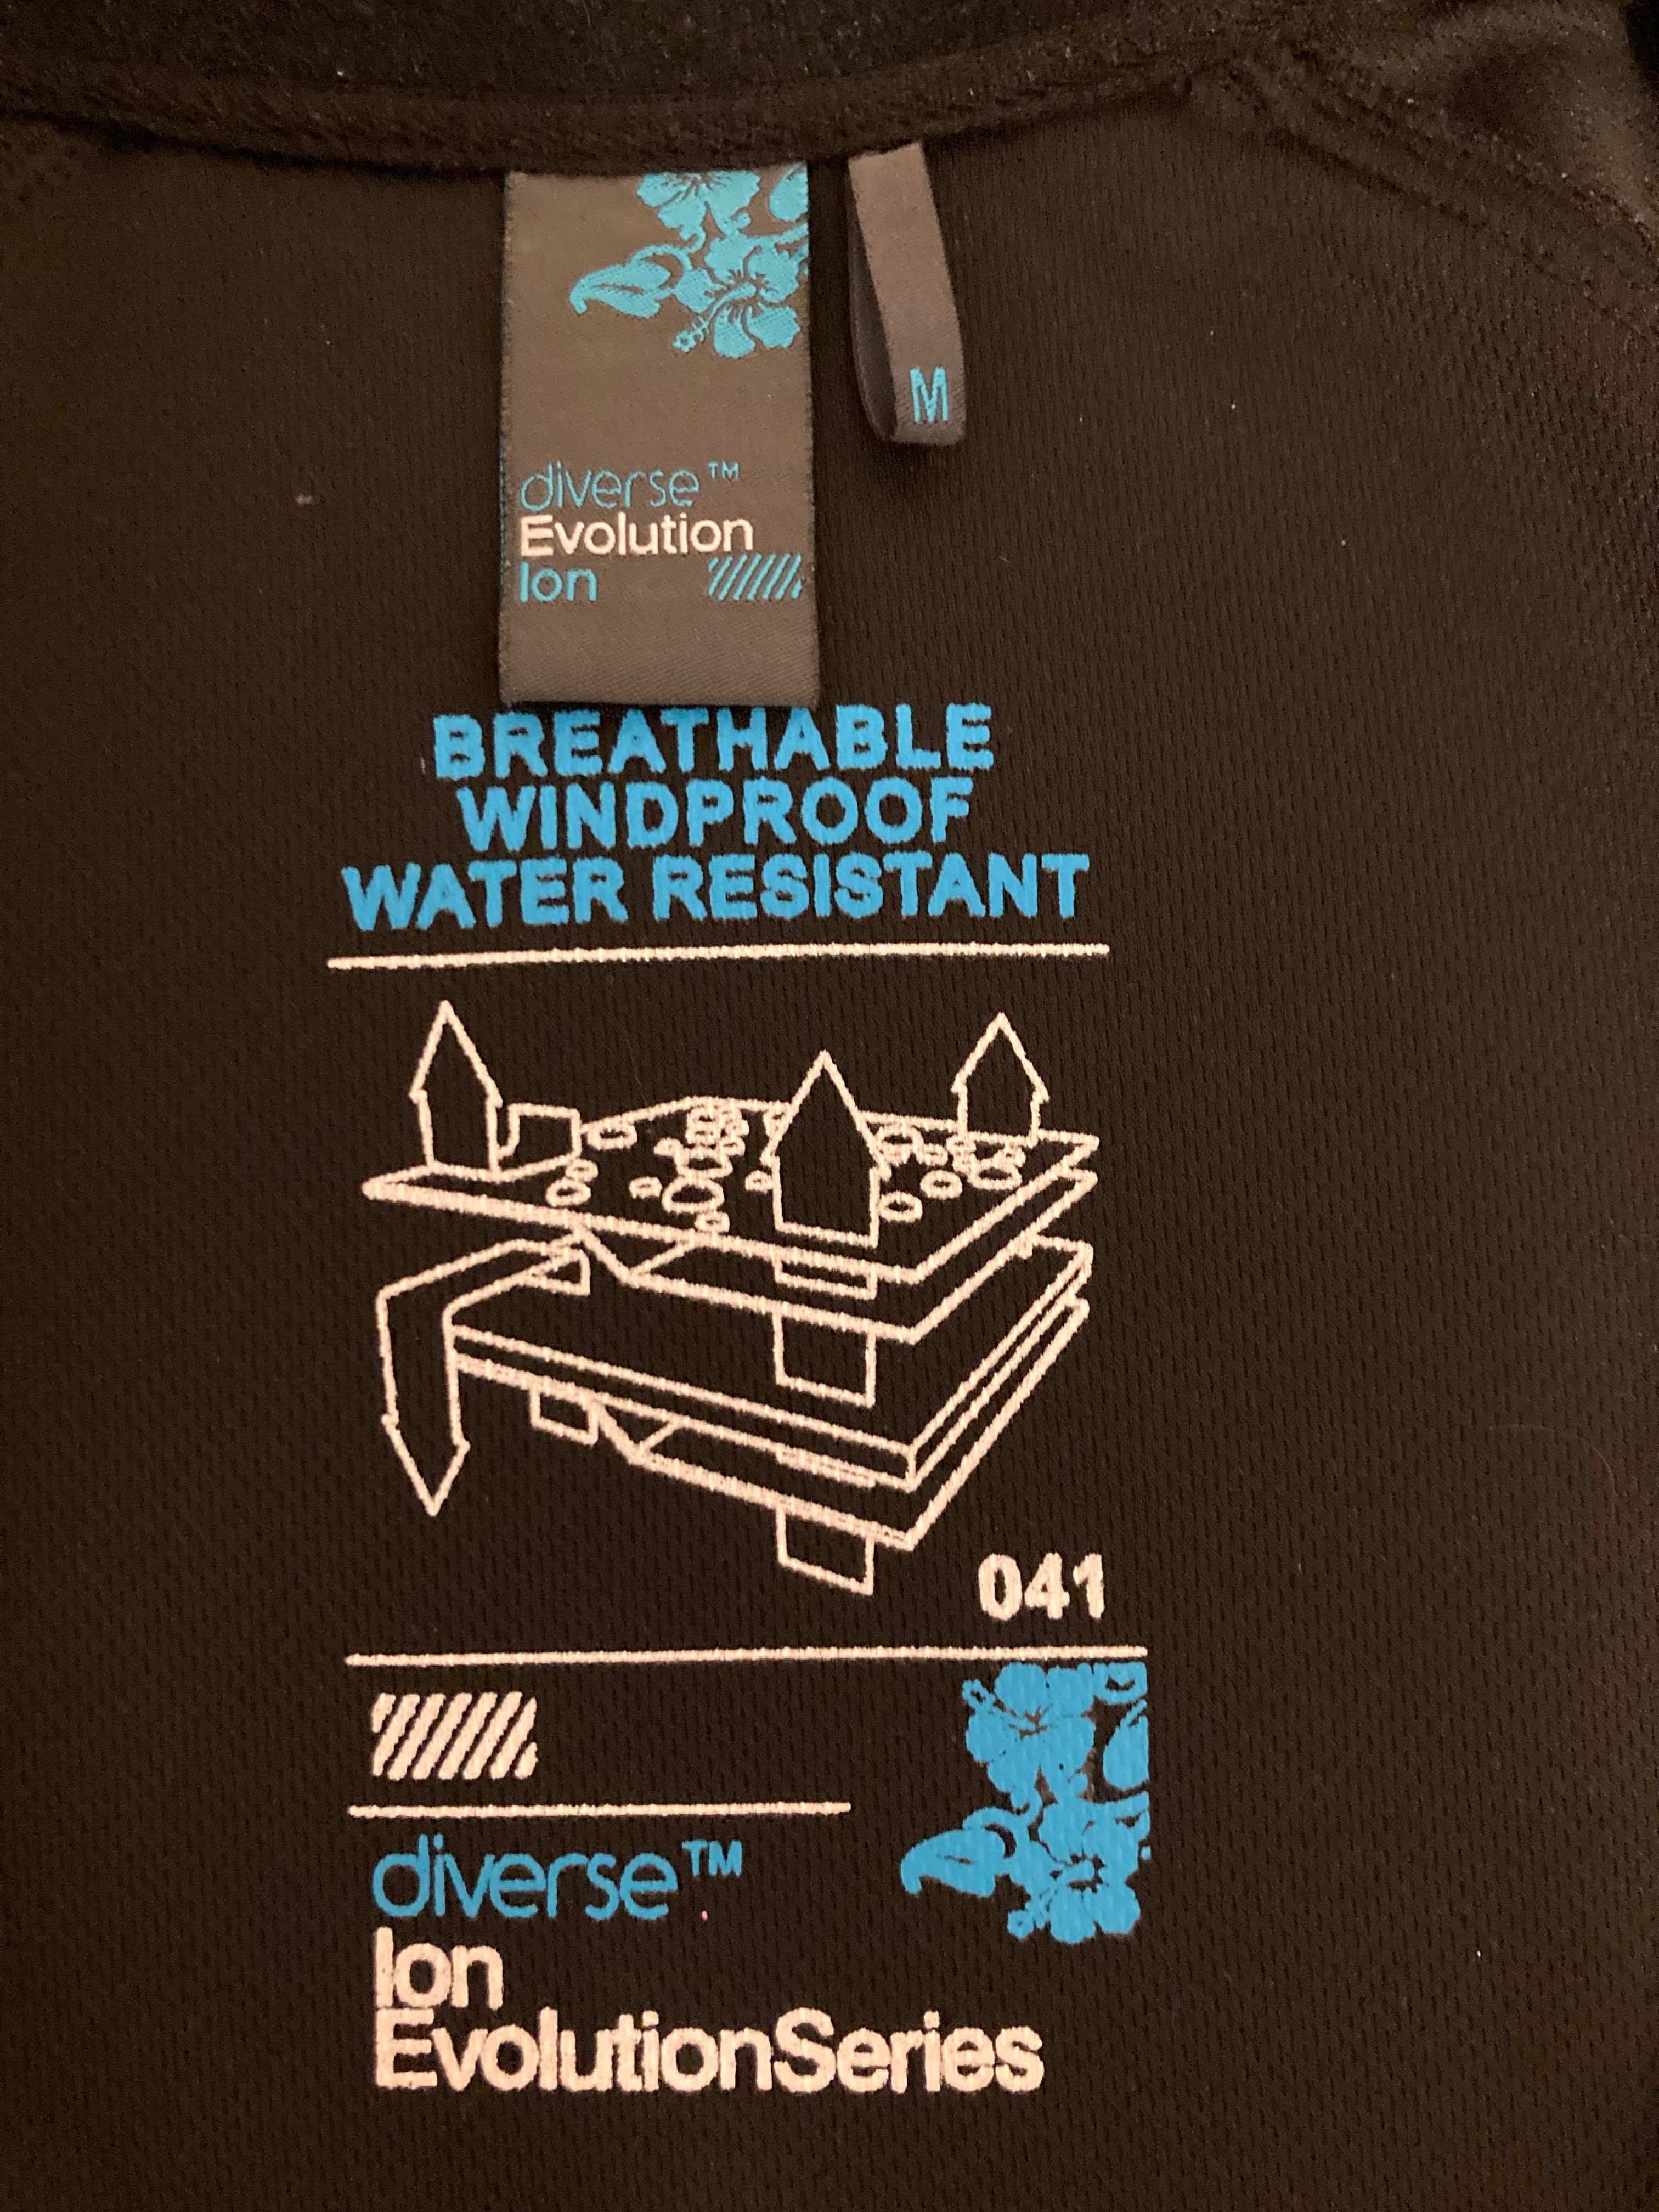 diverse™
Evolution
Ion
M
BREATHABLE
WINDPROOF
WATER RESISTANT
041
diverse™
Ion
EvolutionSeries